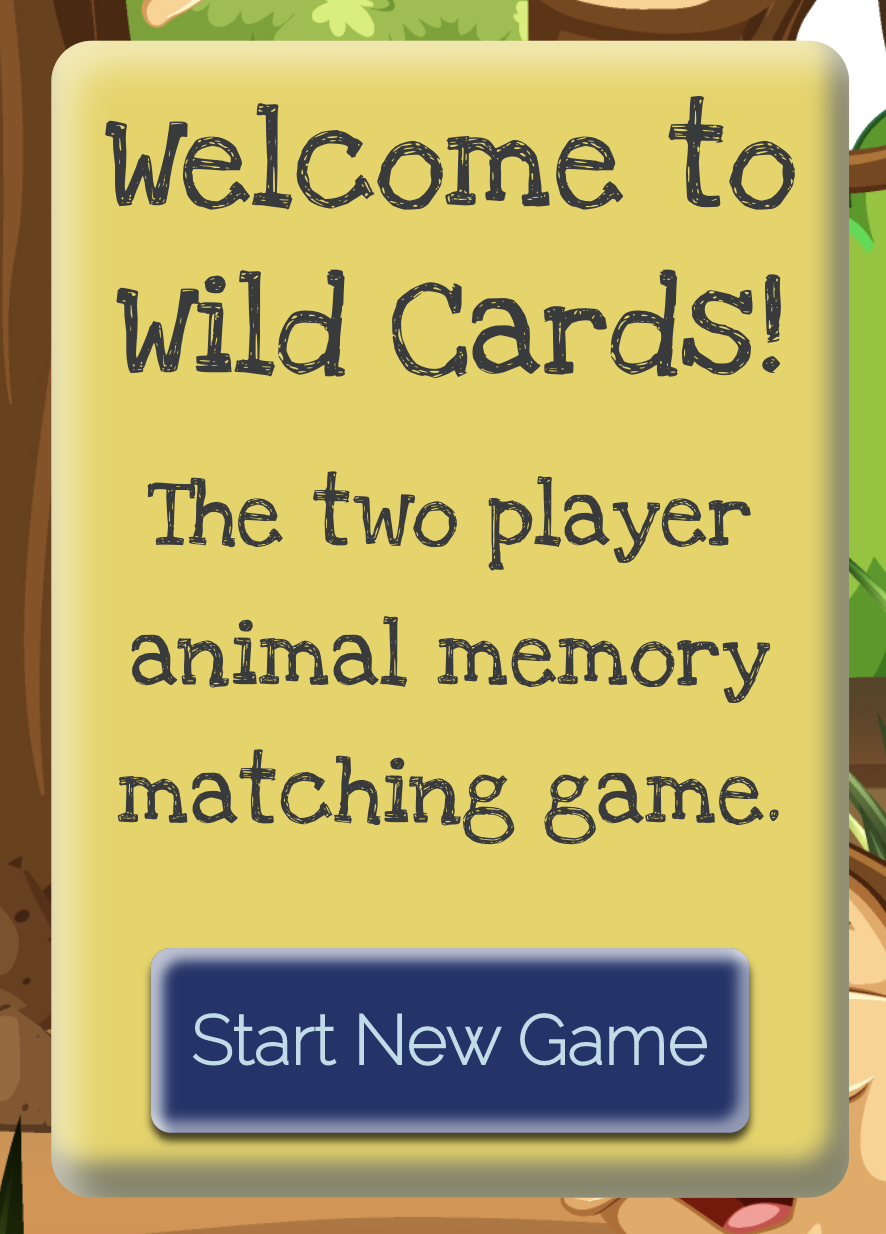 Welcome to
Wild Cards!
The two player
animal memory
matching game.
Start New Game